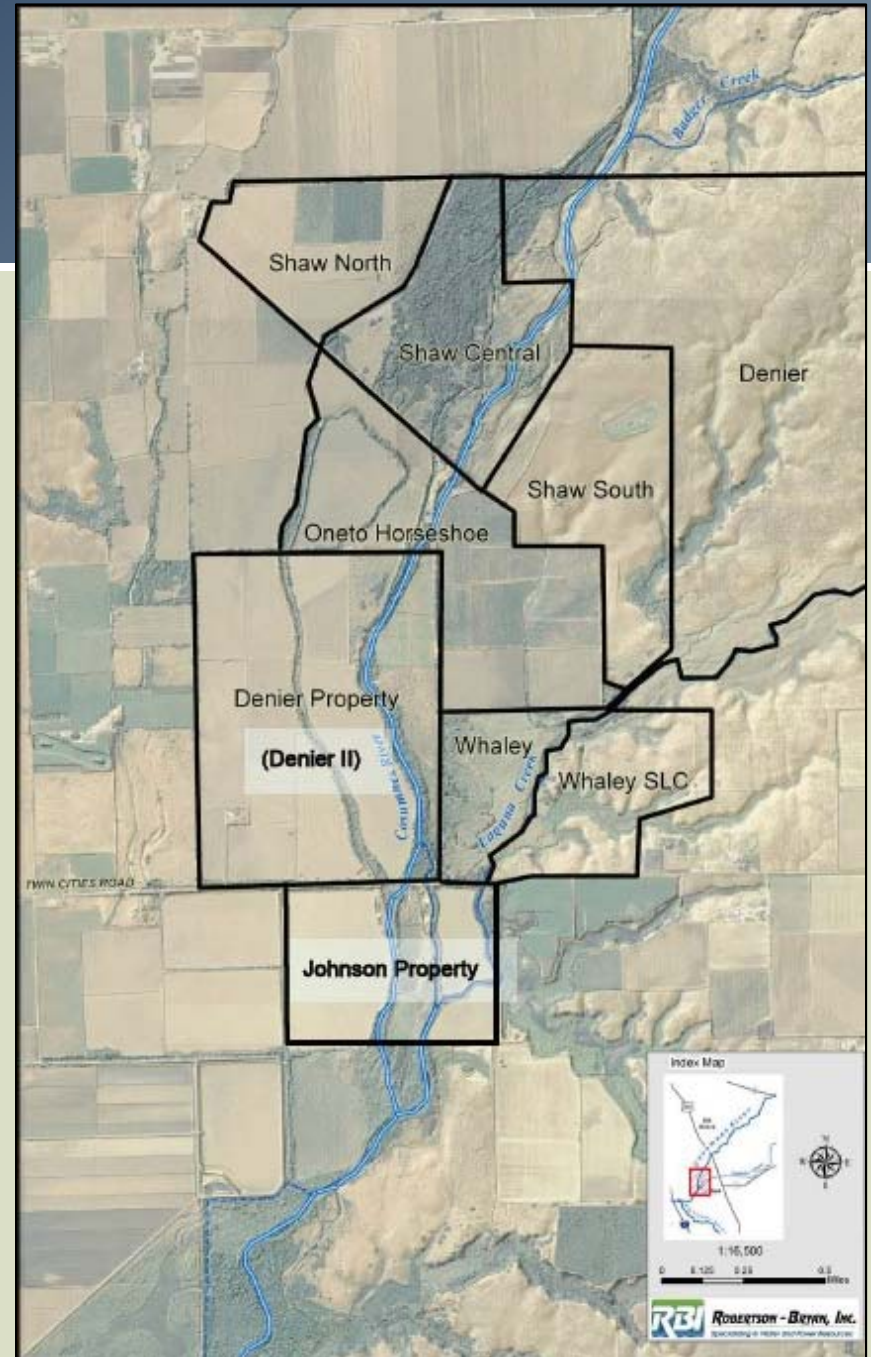 Badger Creek
Shaw North
Shaw Central
Denier
Shaw South
Oneto Horseshoe
Denier Property
(Denier II)
Cosumnes River
Whaley
Laguna Creek
Whaley SLC
TWIN CITIES ROAD
Johnson Property
Index Map
N
E
S
1:16,500
0 0.125 0.25 0.5
Miles
RBI ROBERTSON - BRYAN, INC.
Specializing in Water and Power Resources